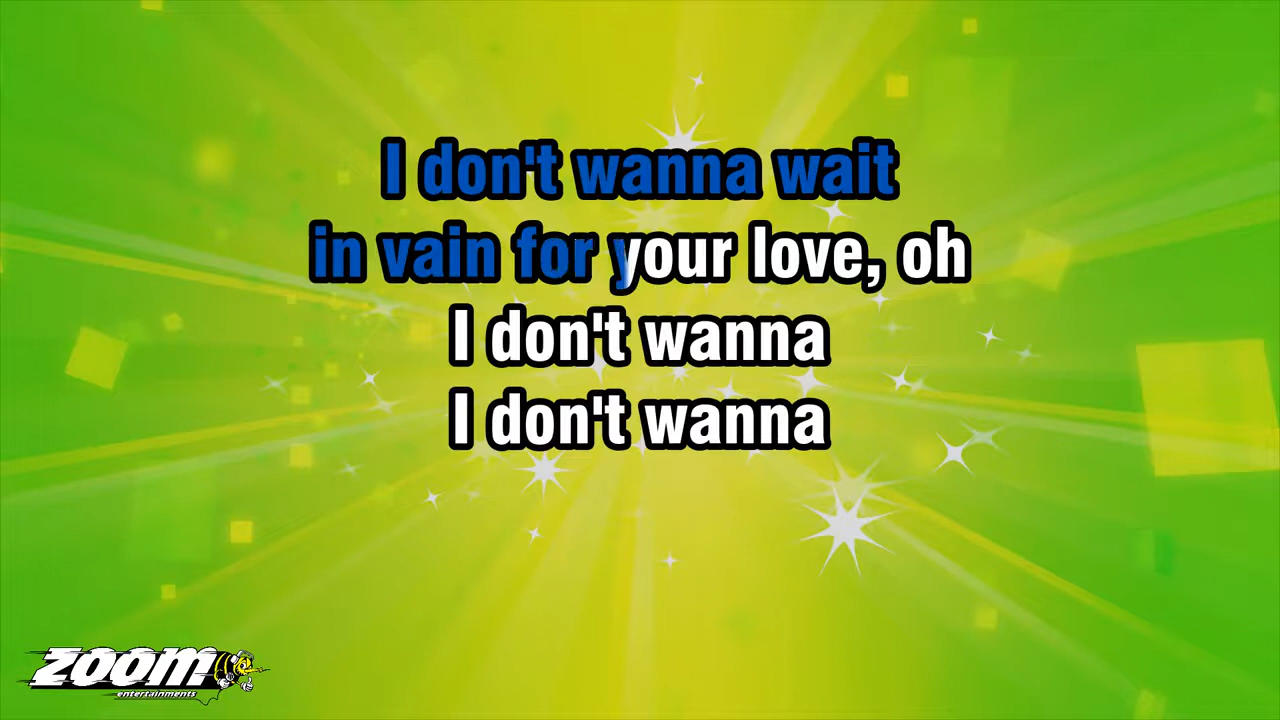 I don't wanna wait
in vain for your love, oh
I don't wanna
I don't wanna
ZOOM
entertainments